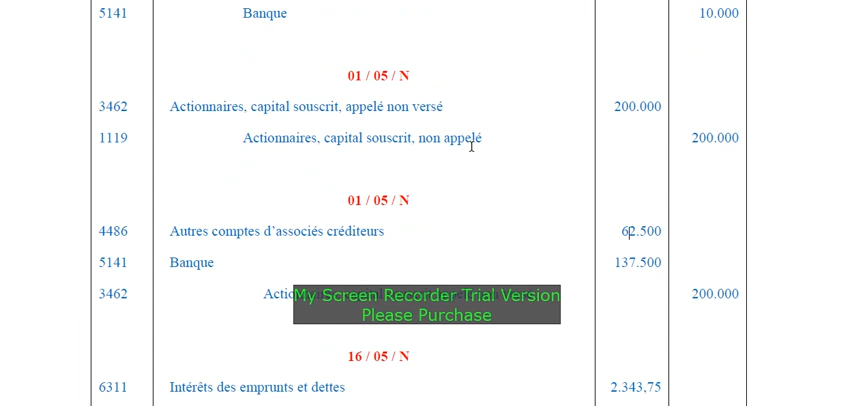 5141 Banque 10.000
01 / 05 / N
3462 Actionnaires, capital souscrit, appelé non versé 200.000
1119 Actionnaires, capital souscrit, non appelé 200.000
01 / 05 / N
4486 Autres comptes d’associés créditeurs 62.500
5141 Banque 137.500
3462 200.000
My Screen Recorder Trial Version
Please Purchase
16 / 05 / N
6311 Intérêts des emprunts et dettes 2.343,75